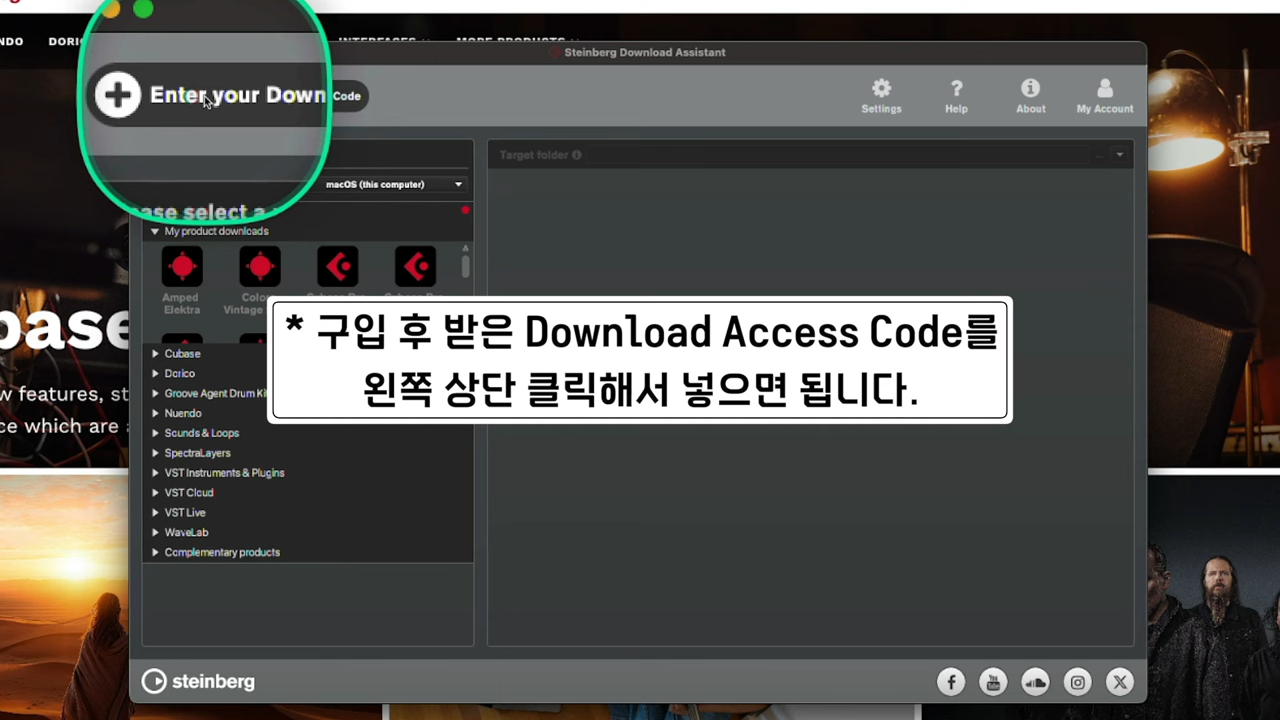 NDO DORIC INTERFACES MORE PRODUCTS
Steinberg Download Assistant
Enter your Down Code
Settings Help About My Account
Target folder
macOS (this computer)
ase select a
My product downloads
Amped Elektra
Vintage
Cubase
Dorico
Groove Agent Drum Ki
Nuendo
Sounds & Loops
SpectraLayers
VST Instruments & Plugins
VST Cloud
VST Live
WaveLab
Complementary products
* 구입 후 받은 Download Access Code를
왼쪽 상단 클릭해서 넣으면 됩니다.
base
w features, st
ce which are
steinberg